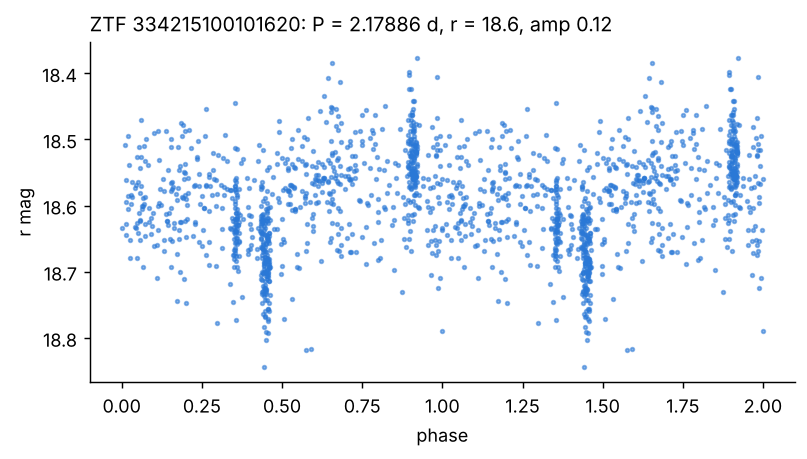 ZTF 334215100101620: P = 2.17886 d, r = 18.6, amp 0.12
18.4
18.5
18.6
18.7
18.8
r mag
0.00 0.25 0.50 0.75 1.00 1.25 1.50 1.75 2.00
phase